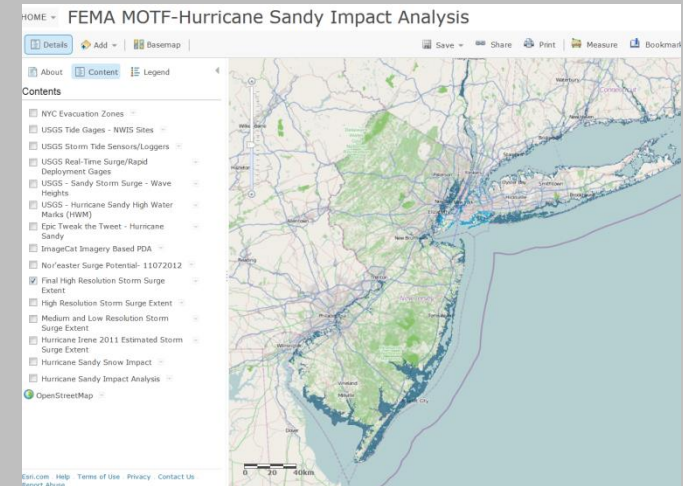 HOME FEMA MOTF-Hurricane Sandy Impact Analysis
Details Add Basemap Save Share Print Measure Bookmark
About Content Legend
Contents
NYC Evacuation Zones
USGS Tide Gages - NWIS Sites
USGS Storm Tide Sensors/Loggers
USGS Real-Time Surge/Rapid
Deployment Gages
USGS - Sandy Storm Surge - Wave
Heights
USGS - Hurricane Sandy High Water
Marks (HWM)
Epic Tweak the Tweet - Hurricane
Sandy
ImageCat Imagery Based PDA
Nor'easter Surge Potential- 11072012
Final High Resolution Storm Surge
Extent
High Resolution Storm Surge Extent
Medium and Low Resolution Storm
Surge Extent
Hurricane Irene 2011 Estimated Storm
Surge Extent
Hurricane Sandy Snow Impact
Hurricane Sandy Impact Analysis
OpenStreetMap
Esri.com Help Terms of Use Privacy Contact Us
Report Abuse
Waterbury
Smithtown
Vineland
Dover
City
0 20 40km